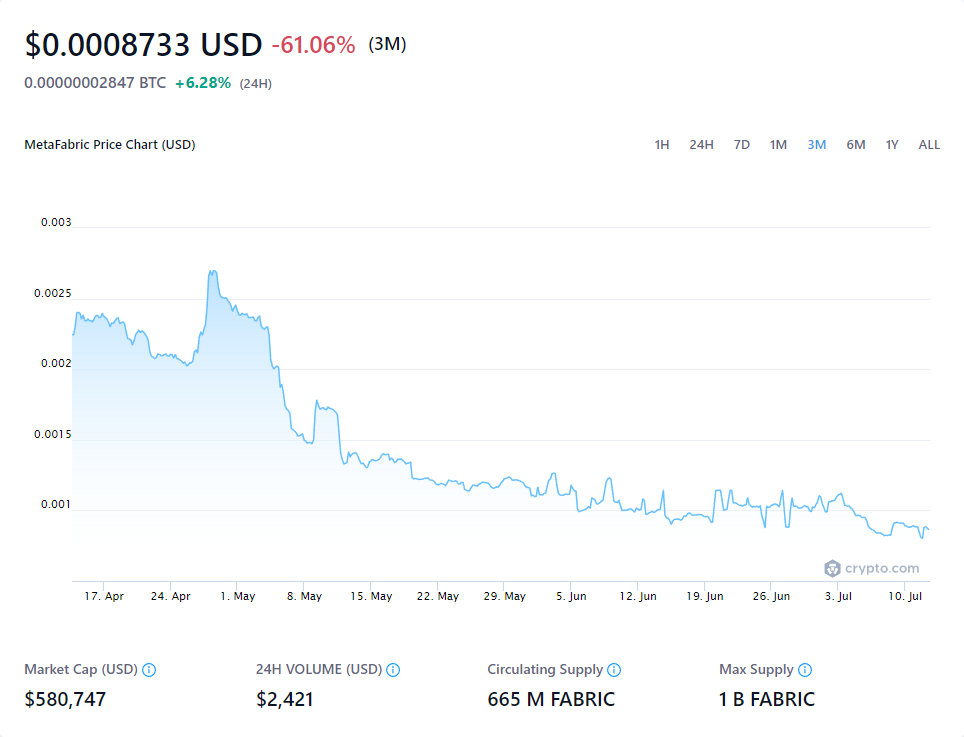 $0.0008733 USD -61.06% (3M)
0.00000002847 BTC +6.28% (24H)
MetaFabric Price Chart (USD) 1H 24H 7D 1M 3M 6M 1Y ALL
0.003
0.0025
0.002
0.0015
0.001
crypto.com
17. Apr 24. Apr 1. May 8. May 15. May 22. May 29. May 5. Jun 12. Jun 19. Jun 26. Jun 3. Jul 10. Jul
Market Cap (USD) 24H VOLUME (USD) Circulating Supply Max Supply
$580,747 $2,421 665 M FABRIC 1 B FABRIC